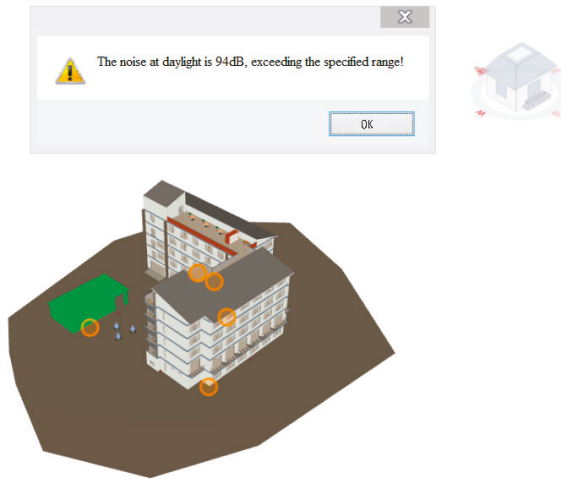 The noise at daylight is 94dB, exceeding the specified range!
OK